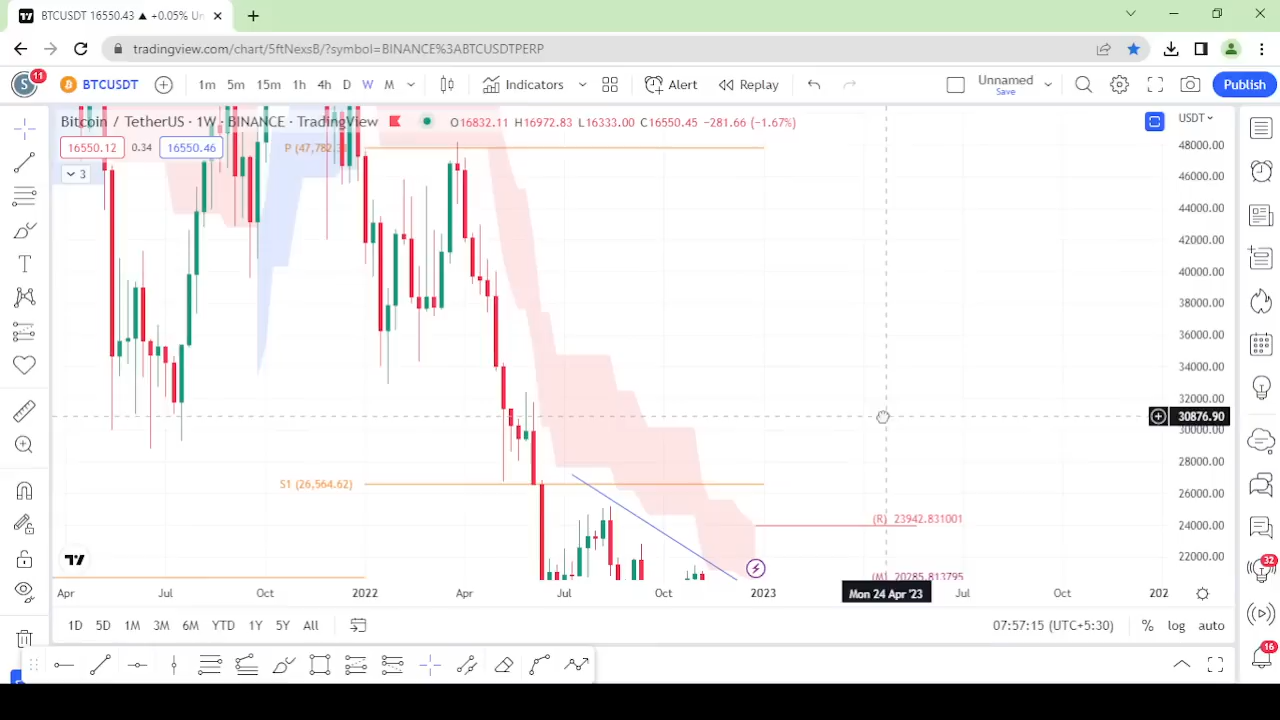 BTCUSDT 16550.43 ▲ +0.05% Un
tradingview.com/chart/5ftNexsB/?symbol=BINANCE%3ABTCUSDTPERP
S 11 BTCUSDT 1m 5m 15m 1h 4h D W M Indicators Alert Replay Unnamed Save Publish
Bitcoin / TetherUS · 1W · BINANCE · TradingView O16832.11 H16972.83 L16333.00 C16550.45 −281.66 (−1.67%)
USDT
16550.12 0.34 16550.46
P (47,782.31
3
48000.00
46000.00
44000.00
42000.00
40000.00
38000.00
36000.00
34000.00
32000.00
30876.90
30000.00
28000.00
S1 (26,564.62)
26000.00
(R) 23942.831001
24000.00
22000.00
(M) 20285.813795
32
Apr Jul Oct 2022 Apr Jul Oct 2023 Mon 24 Apr '23 Jul Oct 202
1D 5D 1M 3M 6M YTD 1Y 5Y All 07:57:15 (UTC+5:30) % log auto
16